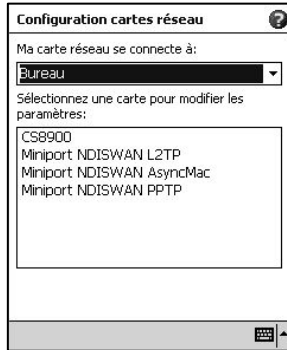 Configuration cartes réseau
Ma carte réseau se connecte à:
Bureau
Sélectionnez une carte pour modifier les
paramètres:
CS8900
Miniport NDISWAN L2TP
Miniport NDISWAN AsyncMac
Miniport NDISWAN PPTP